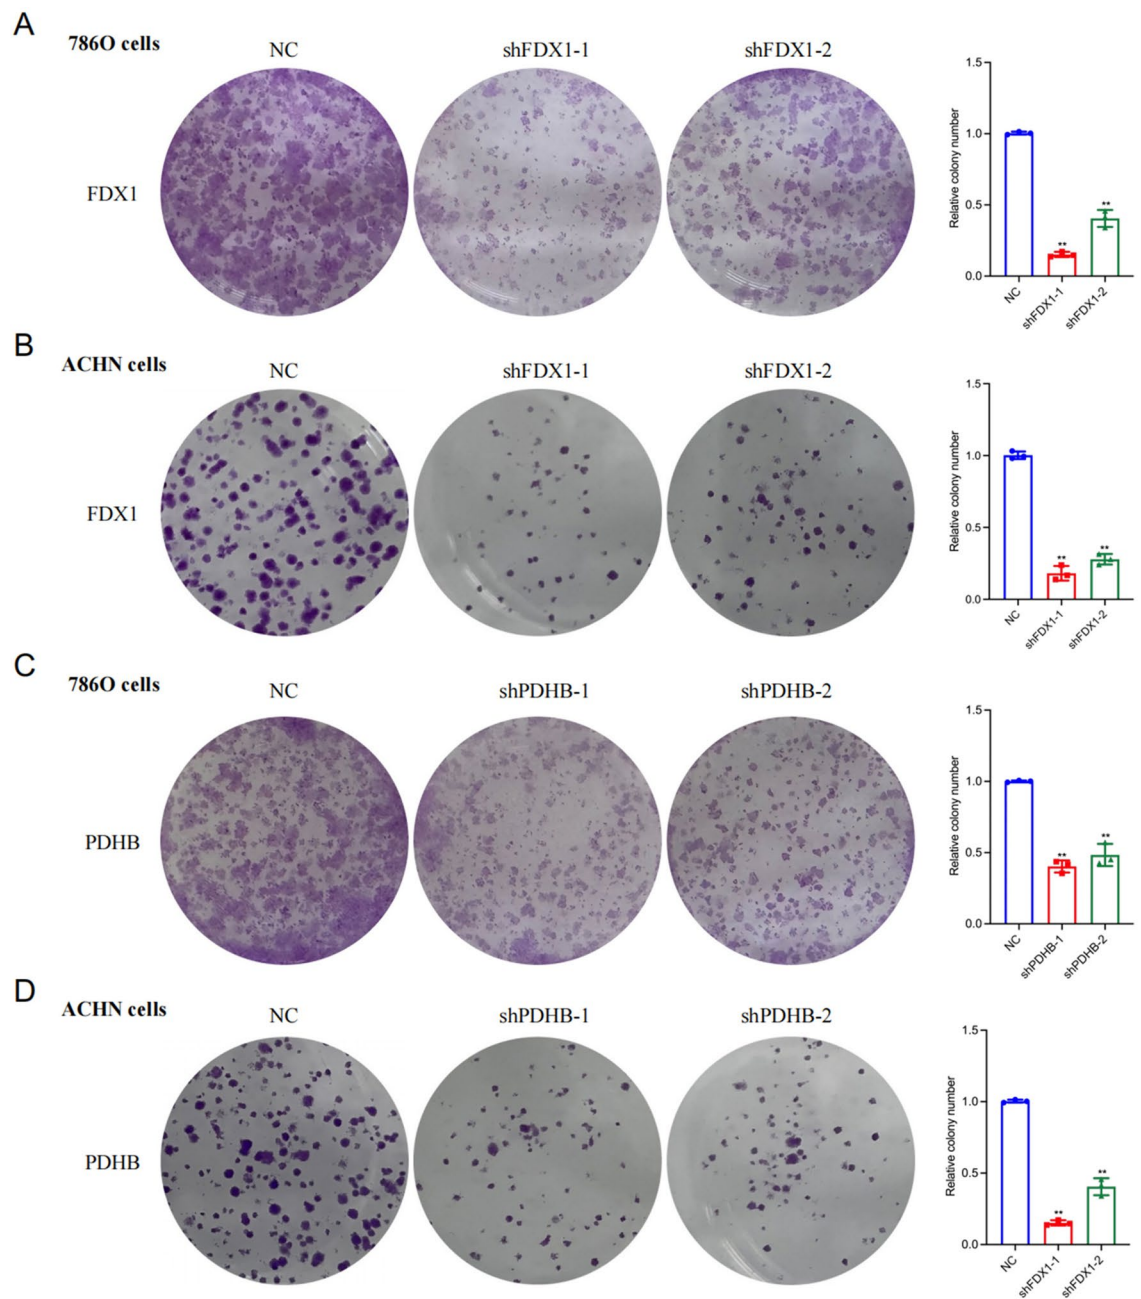 A
786O cells
NC
shFDX1-1
shFDX1-2
FDX1
1.5
1.0
0.5
0.0
Relative colony number
**
**
NC
shFDX1-1
shFDX1-2
B
ACHN cells
NC
shFDX1-1
shFDX1-2
FDX1
1.5
1.0
0.5
0.0
Relative colony number
**
**
NC
shFDX1-1
shFDX1-2
C
786O cells
NC
shPDHB-1
shPDHB-2
PDHB
1.5
1.0
0.5
0.0
Relative colony number
**
**
NC
shPDHB-1
shPDHB-2
D
ACHN cells
NC
shPDHB-1
shPDHB-2
PDHB
1.5
1.0
0.5
0.0
Relative colony number
**
**
NC
shFDX1-1
shFDX1-2